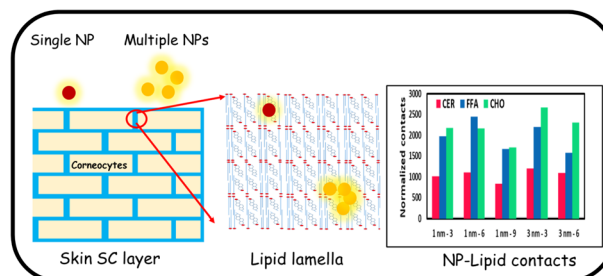 Single NP
Multiple NPs
Corneocytes
Skin SC layer
Lipid lamella
Normalized contacts
3000
2500
2000
1500
1000
500
0
CER FFA CHO
1nm-3 1nm-6 1nm-9 3nm-3 3nm-6
NP-Lipid contacts